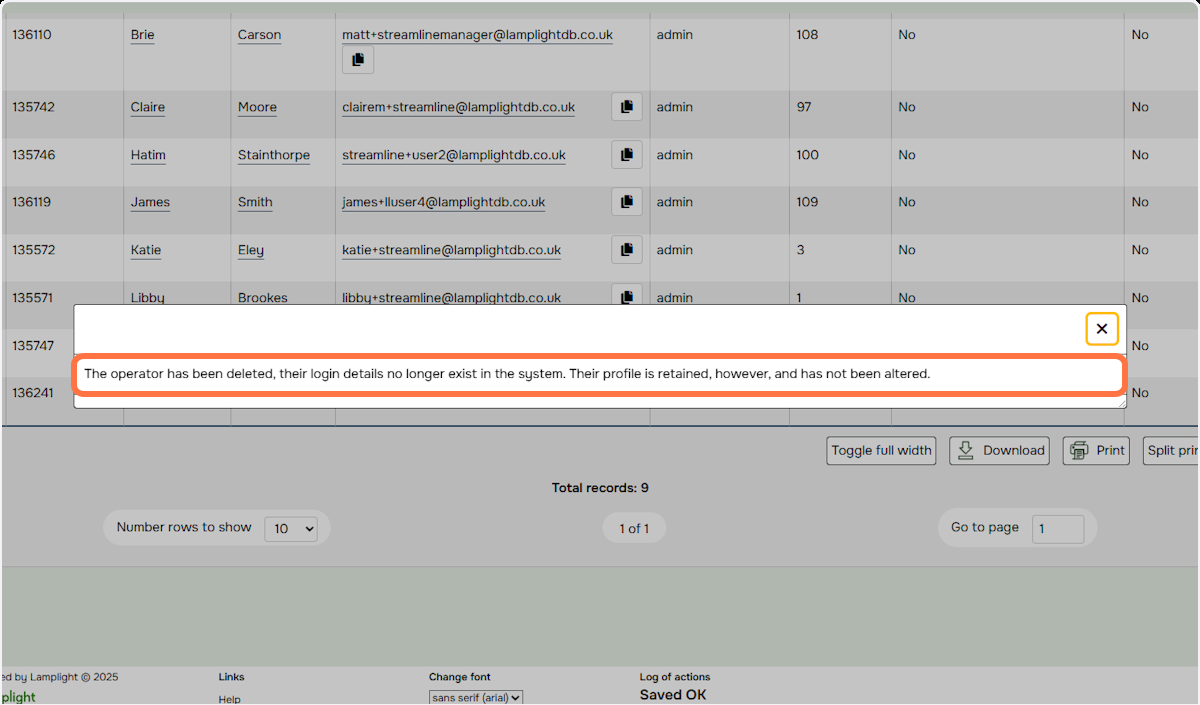 136110 Brie Carson matt+streamlinemanager@lamplightdb.co.uk admin 108 No No
135742 Claire Moore clairem+streamline@lamplightdb.co.uk admin 97 No No
135746 Hatim Stainthorpe streamline+user2@lamplightdb.co.uk admin 100 No No
136119 James Smith james+lluser4@lamplightdb.co.uk admin 109 No No
135572 Katie Eley katie+streamline@lamplightdb.co.uk admin 3 No No
135571 Libby Brookes libby+streamline@lamplightdb.co.uk admin 1 No No
135747 No
The operator has been deleted, their login details no longer exist in the system. Their profile is retained, however, and has not been altered.
136241 No
Toggle full width Download Print Split prin
Total records: 9
Number rows to show 10 1 of 1 Go to page 1
ed by Lamplight © 2025 Links Change font Log of actions
plight Help sans serif (arial) Saved OK